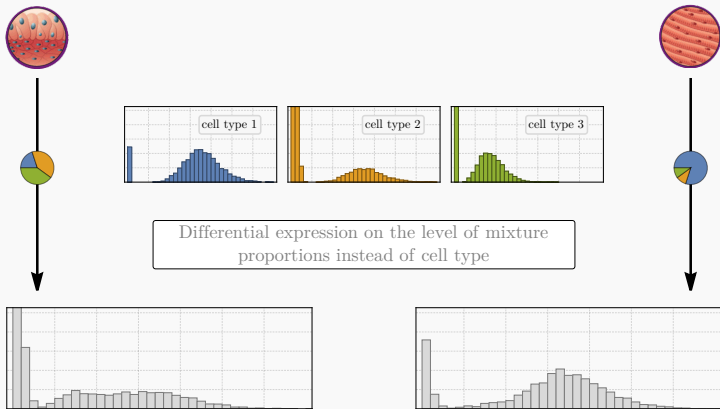 cell type 1
cell type 2
cell type 3
Differential expression on the level of mixture
proportions instead of cell type